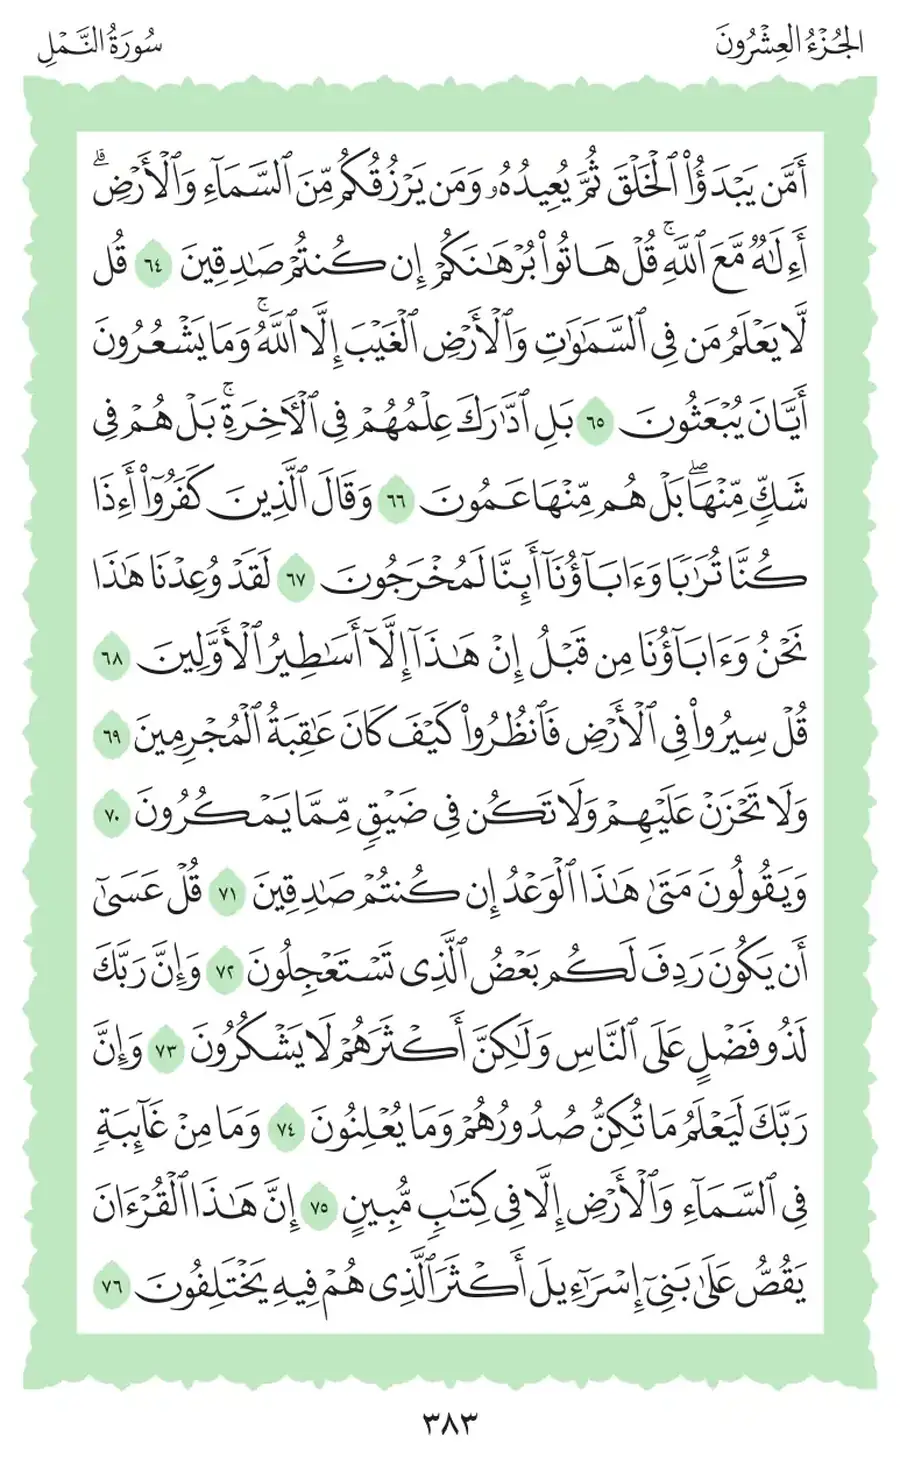 الجُزْءُ العِشْرُونَ
سُورَةُ النَّمْلِ
أَمَّن يَبْدَؤُا۟ ٱلْخَلْقَ ثُمَّ يُعِيدُهُۥ وَمَن يَرْزُقُكُم مِّنَ ٱلسَّمَآءِ وَٱلْأَرْضِ ۗ
أَءِلَـٰهٌ مَّعَ ٱللَّهِ ۚ قُلْ هَاتُوا۟ بُرْهَـٰنَكُمْ إِن كُنتُمْ صَـٰدِقِينَ ٦٤ قُل
لَّا يَعْلَمُ مَن فِى ٱلسَّمَـٰوَٰتِ وَٱلْأَرْضِ ٱلْغَيْبَ إِلَّا ٱللَّهُ ۚ وَمَا يَشْعُرُونَ
أَيَّانَ يُبْعَثُونَ ٦٥ بَلِ ٱدَّٰرَكَ عِلْمُهُمْ فِى ٱلْـَٔاخِرَةِ ۚ بَلْ هُمْ فِى
شَكٍّ مِّنْهَا ۖ بَلْ هُم مِّنْهَا عَمُونَ ٦٦ وَقَالَ ٱلَّذِينَ كَفَرُوٓا۟ أَءِذَا
كُنَّا تُرَٰبًا وَءَابَآؤُنَآ أَئِنَّا لَمُخْرَجُونَ ٦٧ لَقَدْ وُعِدْنَا هَـٰذَا
نَحْنُ وَءَابَآؤُنَا مِن قَبْلُ إِنْ هَـٰذَآ إِلَّآ أَسَـٰطِيرُ ٱلْأَوَّلِينَ ٦٨
قُلْ سِيرُوا۟ فِى ٱلْأَرْضِ فَٱنظُرُوا۟ كَيْفَ كَانَ عَـٰقِبَةُ ٱلْمُجْرِمِينَ ٦٩
وَلَا تَحْزَنْ عَلَيْهِمْ وَلَا تَكُن فِى ضَيْقٍ مِّمَّا يَمْكُرُونَ ٧٠
وَيَقُولُونَ مَتَىٰ هَـٰذَا ٱلْوَعْدُ إِن كُنتُمْ صَـٰدِقِينَ ٧١ قُلْ عَسَىٰٓ
أَن يَكُونَ رَدِفَ لَكُم بَعْضُ ٱلَّذِى تَسْتَعْجِلُونَ ٧٢ وَإِنَّ رَبَّكَ
لَذُو فَضْلٍ عَلَى ٱلنَّاسِ وَلَـٰكِنَّ أَكْثَرَهُمْ لَا يَشْكُرُونَ ٧٣ وَإِنَّ
رَبَّكَ لَيَعْلَمُ مَا تُكِنُّ صُدُورُهُمْ وَمَا يُعْلِنُونَ ٧٤ وَمَا مِنْ غَآئِبَةٍ
فِى ٱلسَّمَآءِ وَٱلْأَرْضِ إِلَّا فِى كِتَـٰبٍ مُّبِينٍ ٧٥ إِنَّ هَـٰذَا ٱلْقُرْءَانَ
يَقُصُّ عَلَىٰ بَنِىٓ إِسْرَٰٓءِيلَ أَكْثَرَ ٱلَّذِى هُمْ فِيهِ يَخْتَلِفُونَ ٧٦
٣٨٣